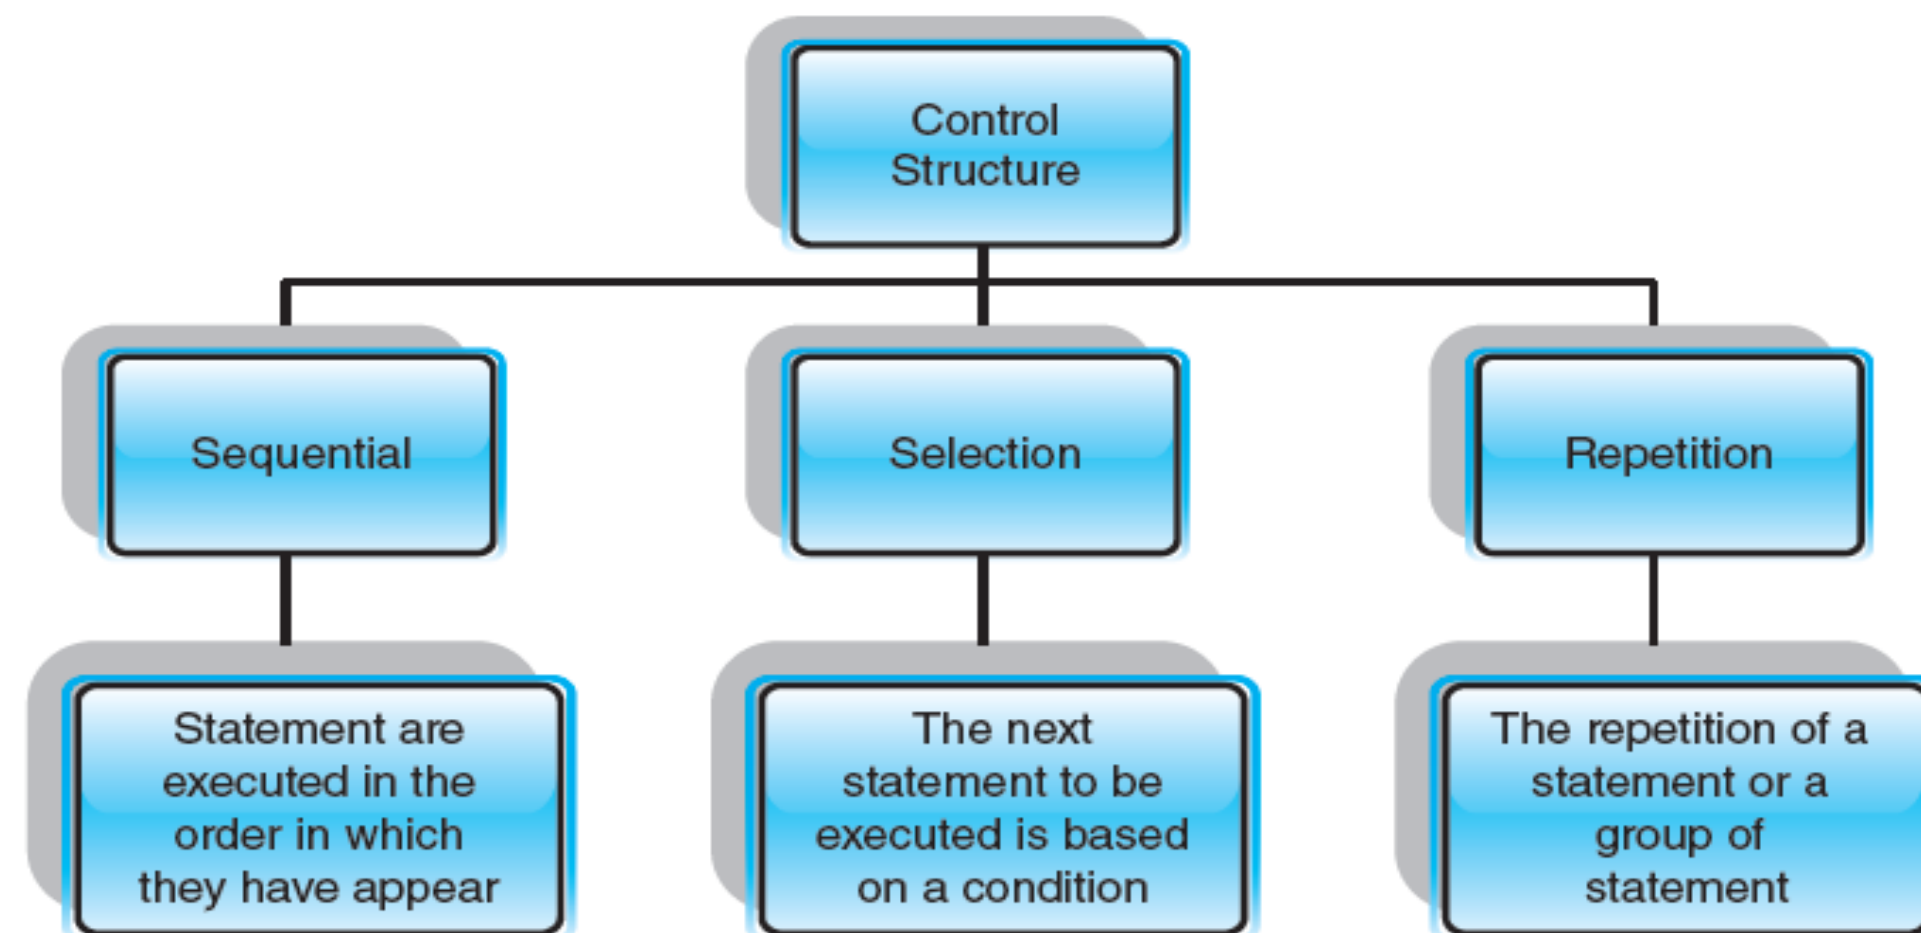 Control
Structure
Sequential
Selection
Repetition
Statement are
executed in the
order in which
they have appear
The next
statement to be
executed is based
on a condition
The repetition of a
statement or a
group of
statement